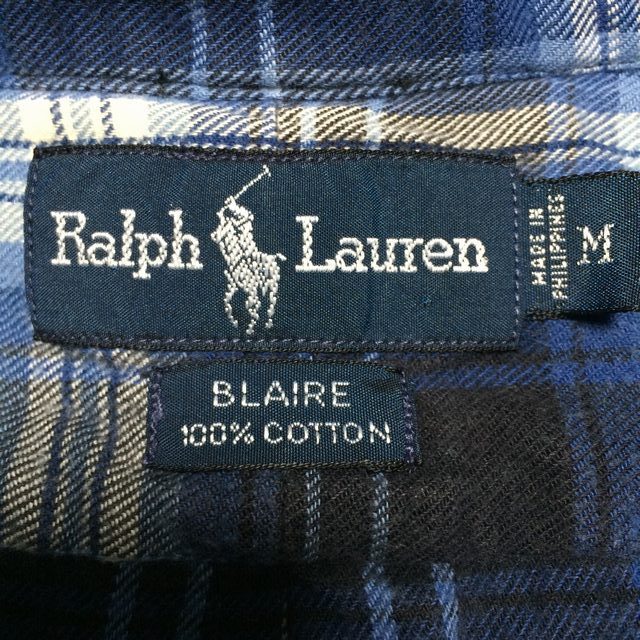 Ralph Lauren
MADE IN
PHILIPPINES
M
BLAIRE
100% COTTON